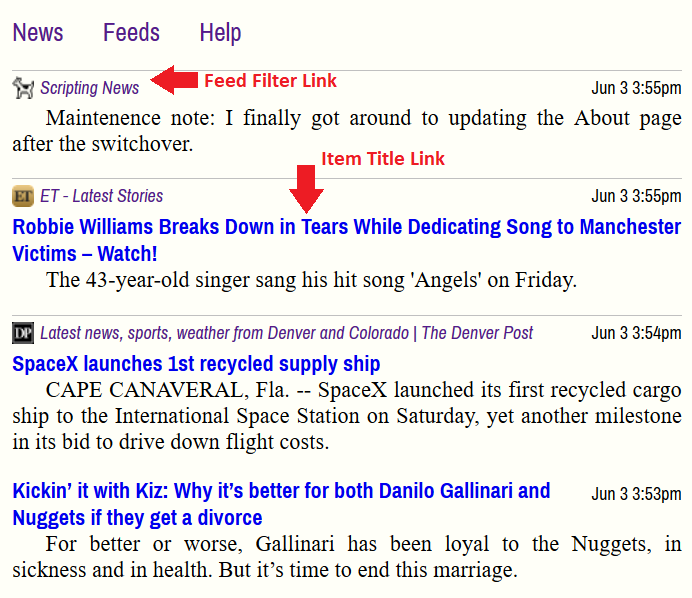 News Feeds Help
Scripting News Feed Filter Link Jun 3 3:55pm
Maintenence note: I finally got around to updating the About page
after the switchover.
Item Title Link
ET ET - Latest Stories Jun 3 3:55pm
Robbie Williams Breaks Down in Tears While Dedicating Song to Manchester
Victims – Watch!
The 43-year-old singer sang his hit song 'Angels' on Friday.
DP Latest news, sports, weather from Denver and Colorado | The Denver Post Jun 3 3:54pm
SpaceX launches 1st recycled supply ship
CAPE CANAVERAL, Fla. -- SpaceX launched its first recycled cargo
ship to the International Space Station on Saturday, yet another milestone
in its bid to drive down flight costs.
Kickin’ it with Kiz: Why it’s better for both Danilo Gallinari and Jun 3 3:53pm
Nuggets if they get a divorce
For better or worse, Gallinari has been loyal to the Nuggets, in
sickness and in health. But it’s time to end this marriage.